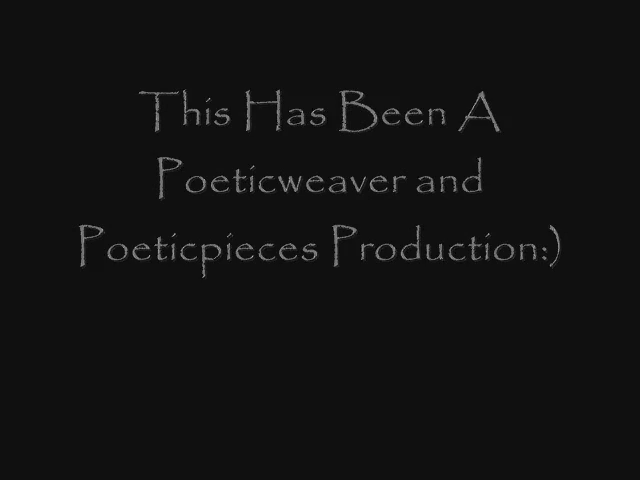 This Has Been A
Poeticweaver and
Poeticpieces Production:)